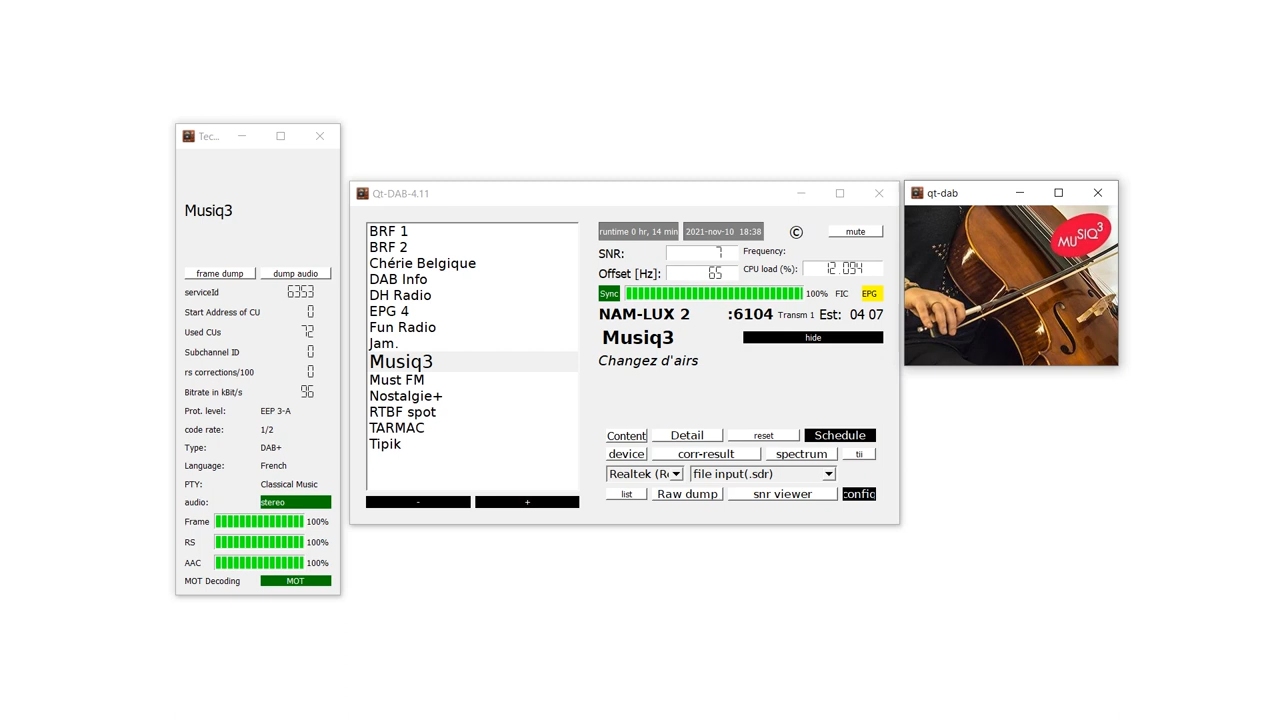 Tec...
Musiq3
frame dump dump audio
serviceId 6353
Start Address of CU 0
Used CUs 72
Subchannel ID 0
rs corrections/100 0
Bitrate in kBit/s 96
Prot. level: EEP 3-A
code rate: 1/2
Type: DAB+
Language: French
PTY: Classical Music
audio: stereo
Frame 100%
RS 100%
AAC 100%
MOT Decoding MOT
Qt-DAB-4.11
BRF 1
BRF 2
Chérie Belgique
DAB Info
DH Radio
EPG 4
Fun Radio
Jam.
Musiq3
Must FM
Nostalgie+
RTBF spot
TARMAC
Tipik
- +
runtime 0 hr, 14 min 2021-nov-10 18:38 © mute
SNR: 7 Frequency:
Offset [Hz]: 65 CPU load (%): 12.094
Sync 100% FIC EPG
NAM-LUX 2 :6104 Transm 1 Est: 04 07
Musiq3 hide
Changez d'airs
Content Detail reset Schedule
device corr-result spectrum tii
Realtek (R file input(.sdr)
list Raw dump snr viewer config
qt-dab
MUSIQ3